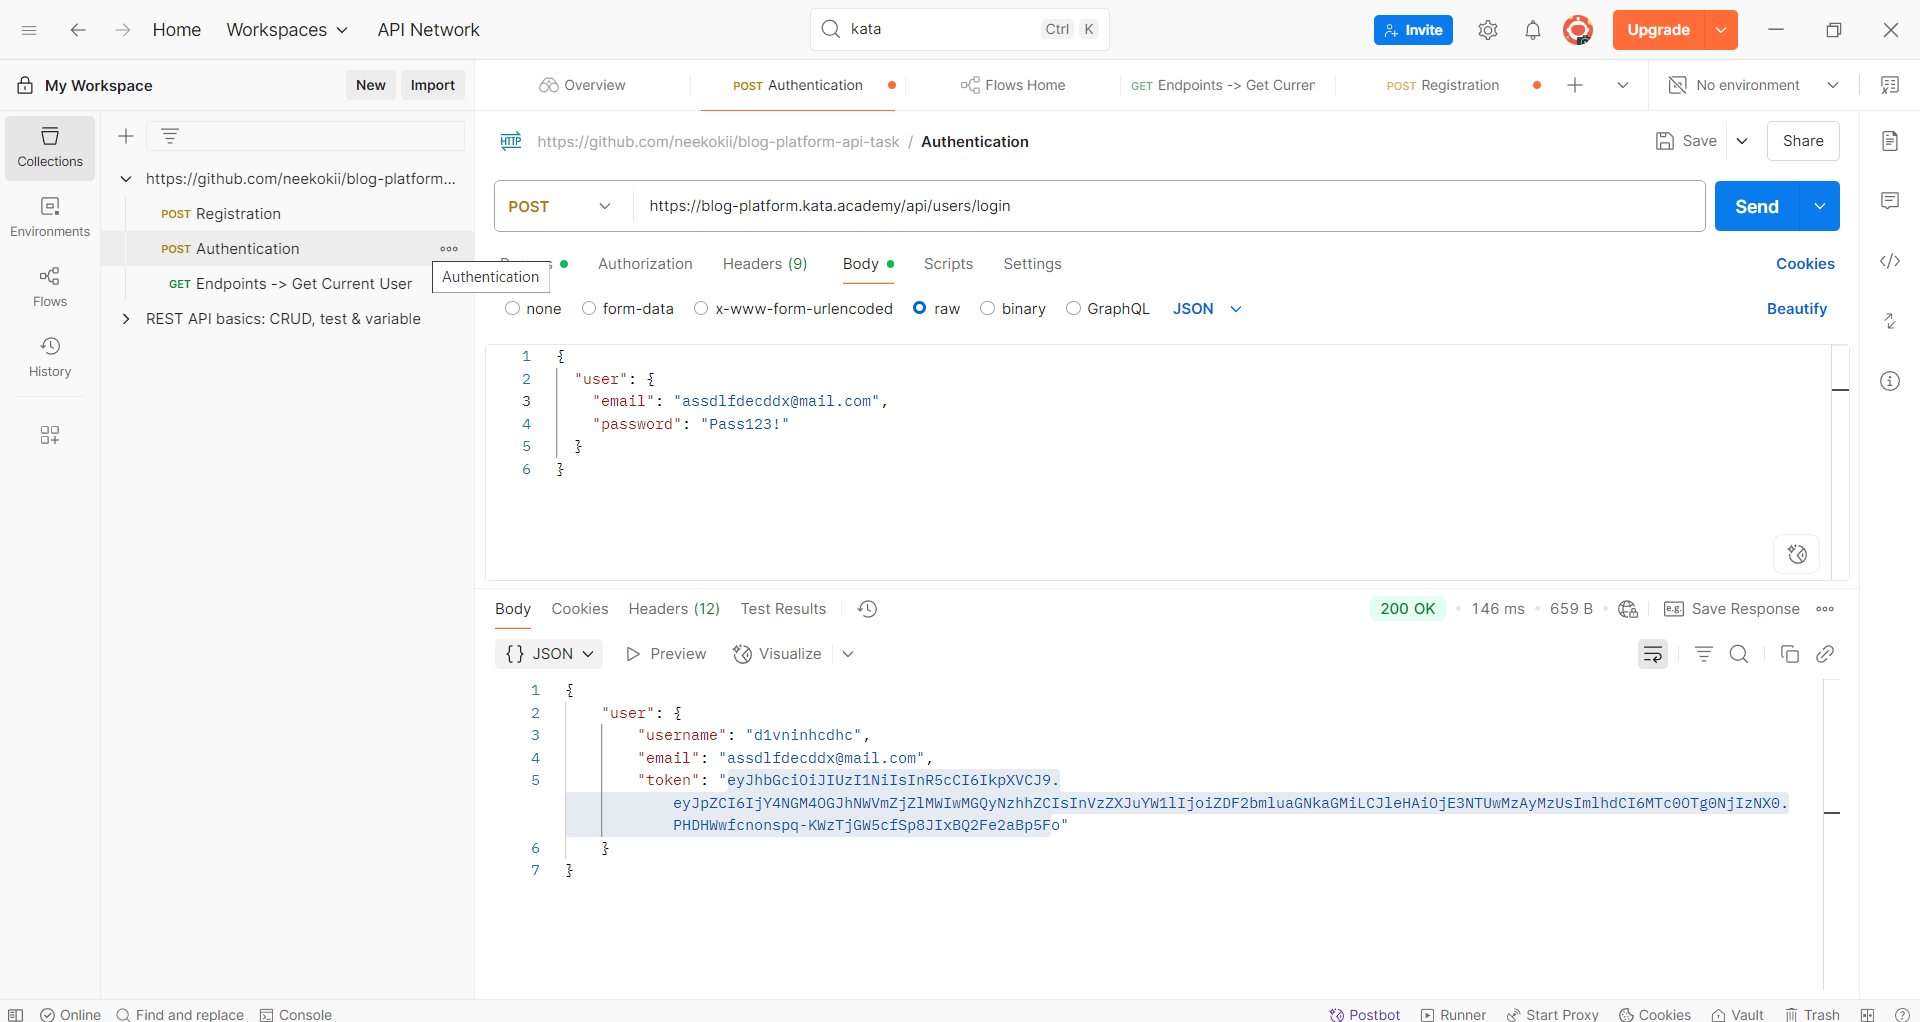 Home Workspaces API Network kata Ctrl K Invite Upgrade
My Workspace New Import Overview POST Authentication Flows Home GET Endpoints -> Get Curren POST Registration No environment
Collections
Environments
Flows
History
https://github.com/neekokii/blog-platform...
POST Registration
POST Authentication
GET Endpoints -> Get Current User
REST API basics: CRUD, test & variable
Authentication
HTTP https://github.com/neekokii/blog-platform-api-task / Authentication Save Share
POST https://blog-platform.kata.academy/api/users/login Send
Authorization Headers (9) Body Scripts Settings Cookies
none form-data x-www-form-urlencoded raw binary GraphQL JSON Beautify
1 {
2 "user": {
3 "email": "assdlfdecddx@mail.com",
4 "password": "Pass123!"
5 }
6 }
Body Cookies Headers (12) Test Results 200 OK 146 ms 659 B e.g. Save Response
{} JSON Preview Visualize
1 {
2 "user": {
3 "username": "d1vninhcdhc",
4 "email": "assdlfdecddx@mail.com",
5 "token": "eyJhbGciOiJIUzI1NiIsInR5cCI6IkpXVCJ9.
eyJpZCI6IjY4NGM4OGJhNWVmZjZlMWIwMGQyNzhhZCIsInVzZXJuYW1lIjoiZDF2bmluaGNkaGMiLCJleHAiOjE3NTUwMzAyMzUsImlhdCI6MTc0OTg0NjIzNX0.
PHDHWwfcnonspq-KWzTjGW5cfSp8JIxBQ2Fe2aBp5Fo"
6 }
7 }
Online Find and replace Console Postbot Runner Start Proxy Cookies Vault Trash